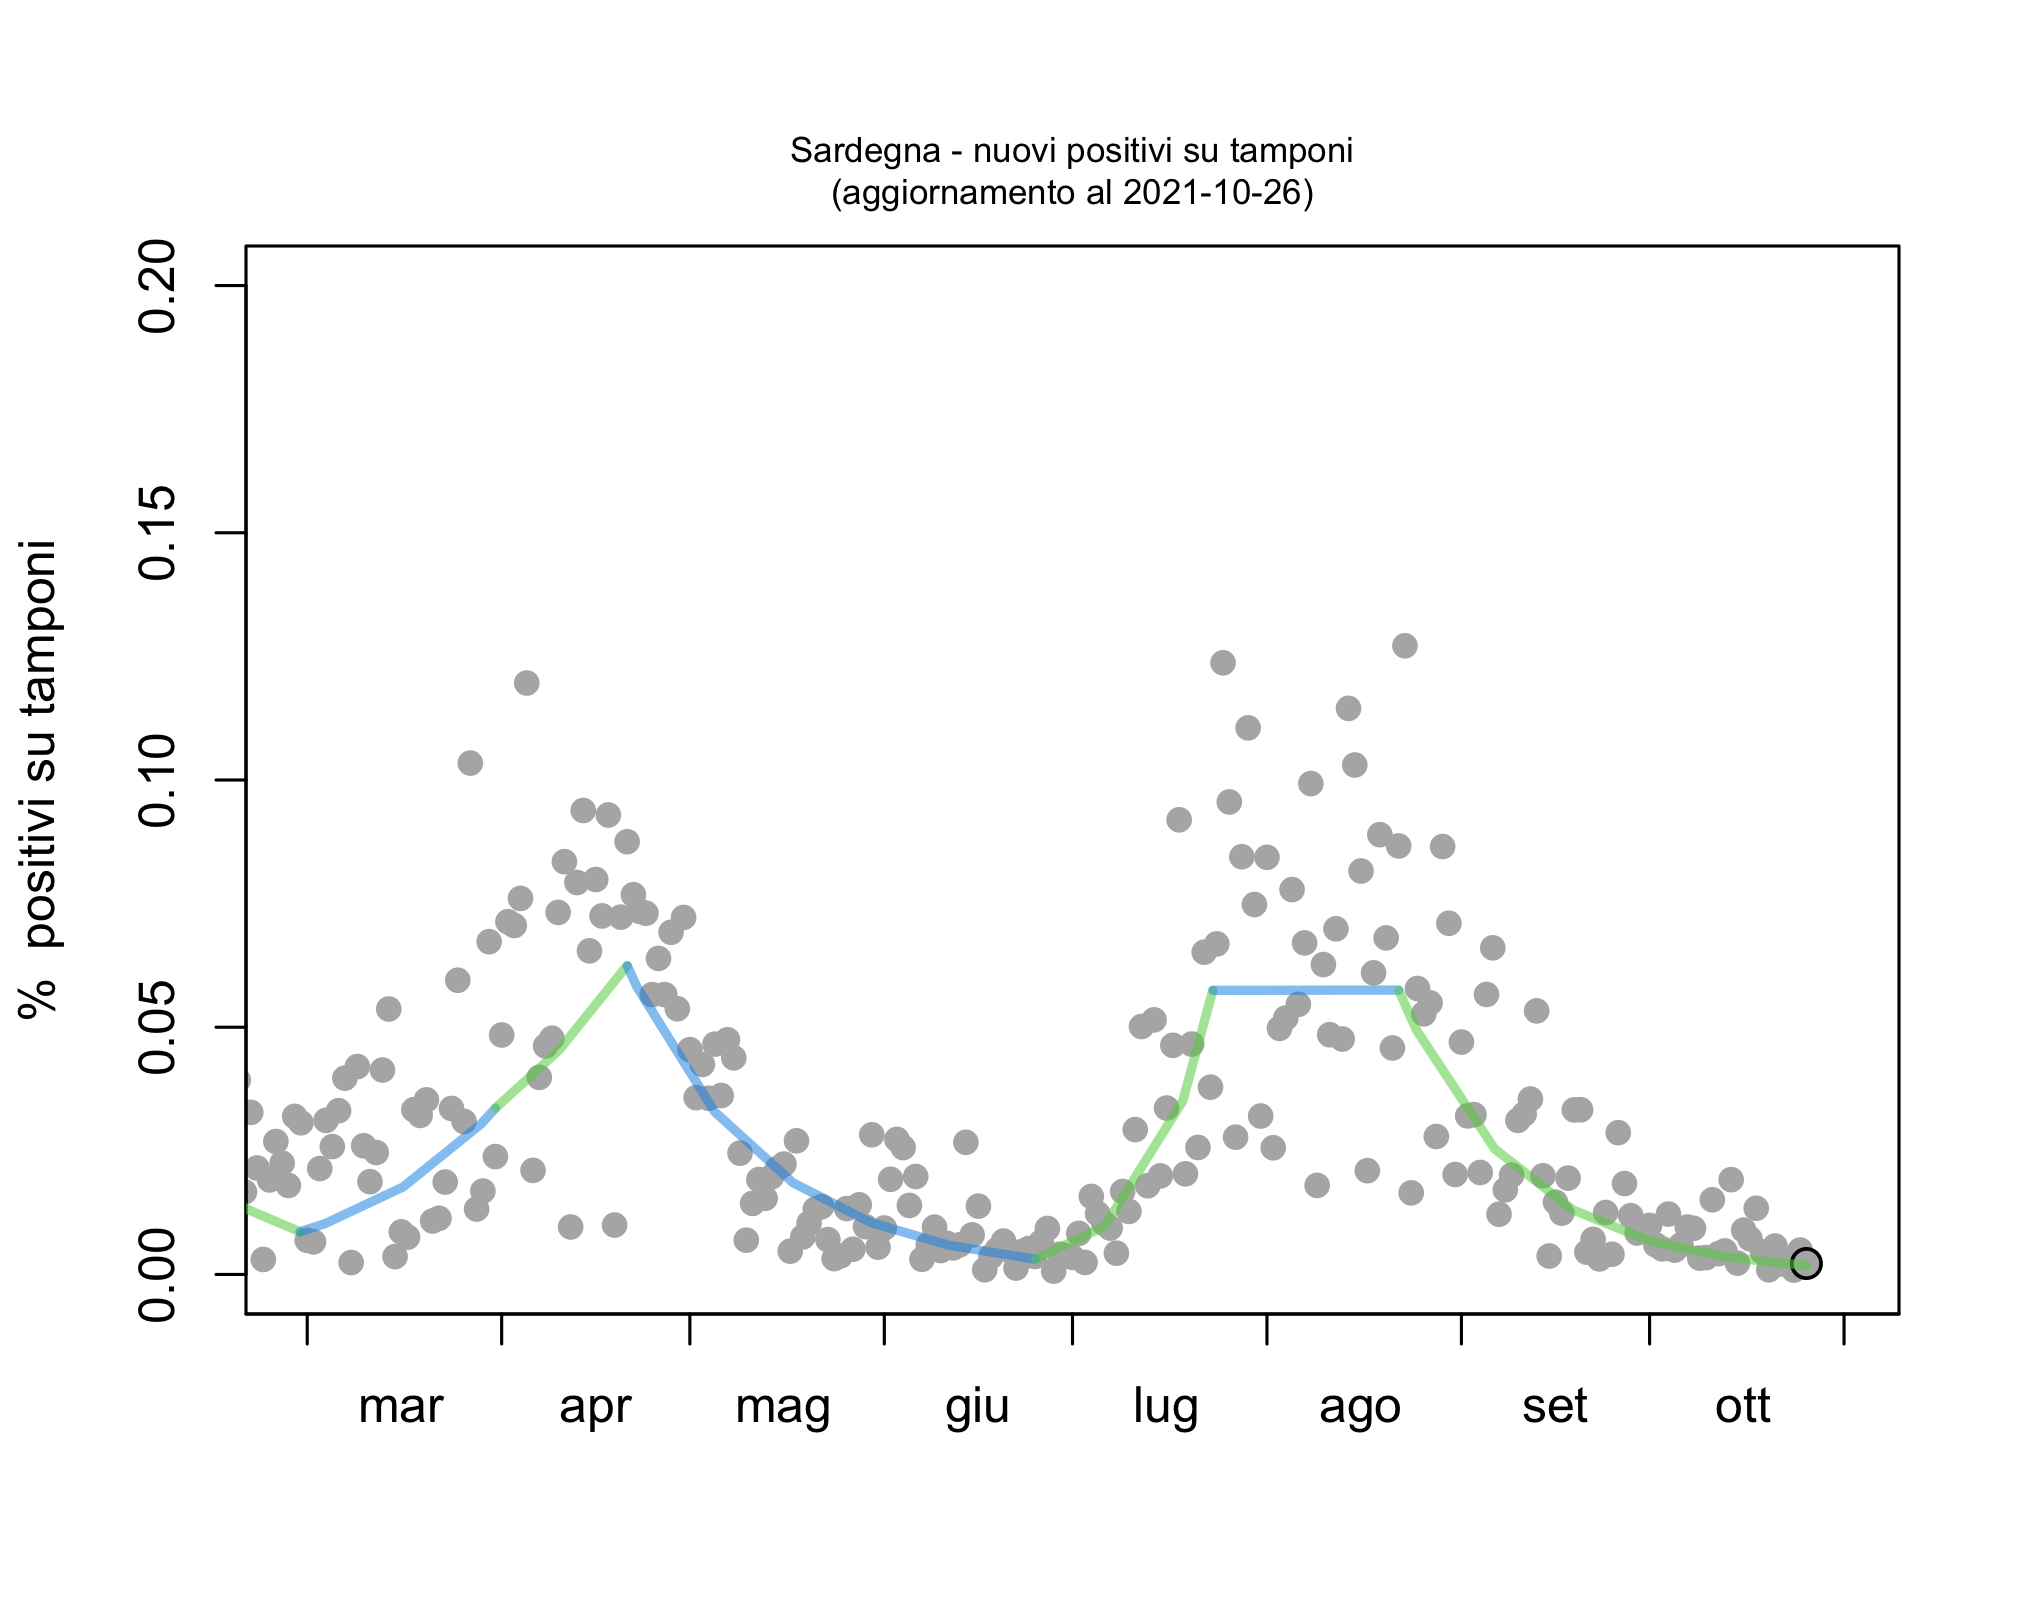 Sardegna - nuovi positivi su tamponi
(aggiornamento al 2021-10-26)
% positivi su tamponi
0.20
0.15
0.10
0.05
0.00
mar apr mag giu lug ago set ott